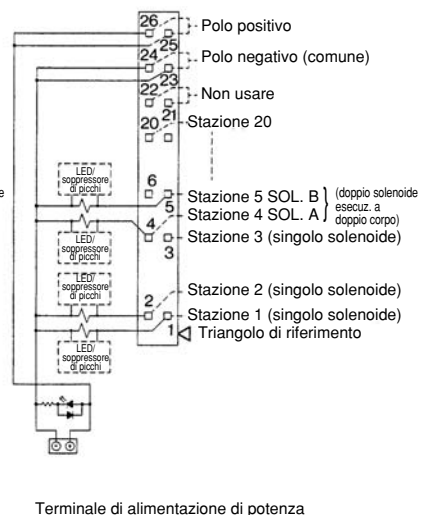 26
Polo positivo
25
24
Polo negativo (comune)
23
22
Non usare
21
20
Stazione 20
LED/
soppressore
di picchi
6
5
Stazione 5 SOL. B
(doppio solenoide
esecuz. a
doppio corpo)
Stazione 4 SOL. A
4
LED/
soppressore
di picchi
Stazione 3 (singolo solenoide)
3
LED/
soppressore
di picchi
2
Stazione 2 (singolo solenoide)
Stazione 1 (singolo solenoide)
1
Triangolo di riferimento
LED/
soppressore
di picchi
Terminale di alimentazione di potenza